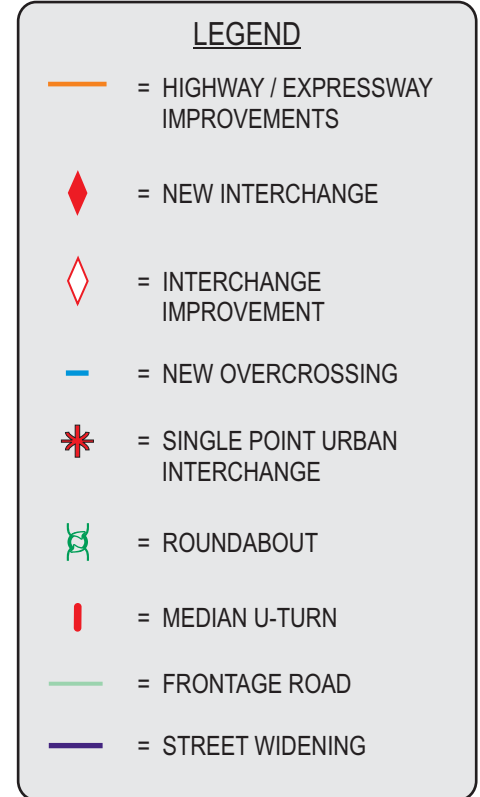 LEGEND
= HIGHWAY / EXPRESSWAY
IMPROVEMENTS
= NEW INTERCHANGE
= INTERCHANGE
IMPROVEMENT
= NEW OVERCROSSING
= SINGLE POINT URBAN
INTERCHANGE
= ROUNDABOUT
= MEDIAN U-TURN
= FRONTAGE ROAD
= STREET WIDENING